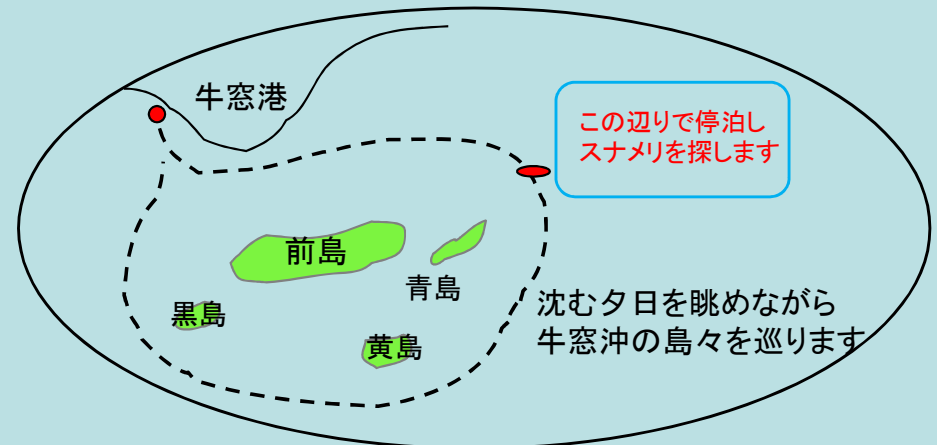 牛窓港
この辺りで停泊し
スナメリを探します
前島
青島
黒島
黄島
沈む夕日を眺めながら
牛窓沖の島々を巡ります